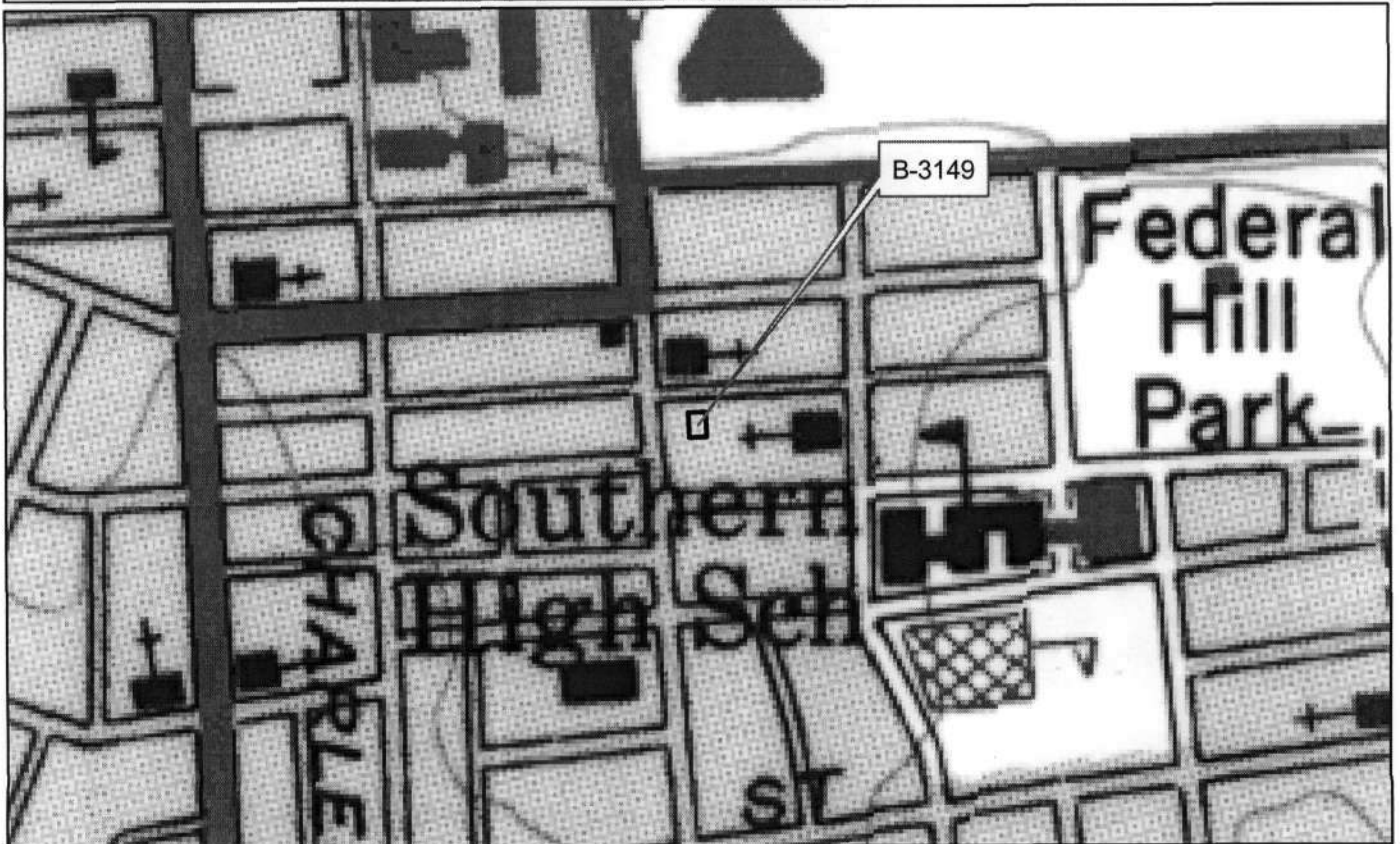 B-3149
Federal
Hill
Park
Southern
High Sch
CHARLE
ST